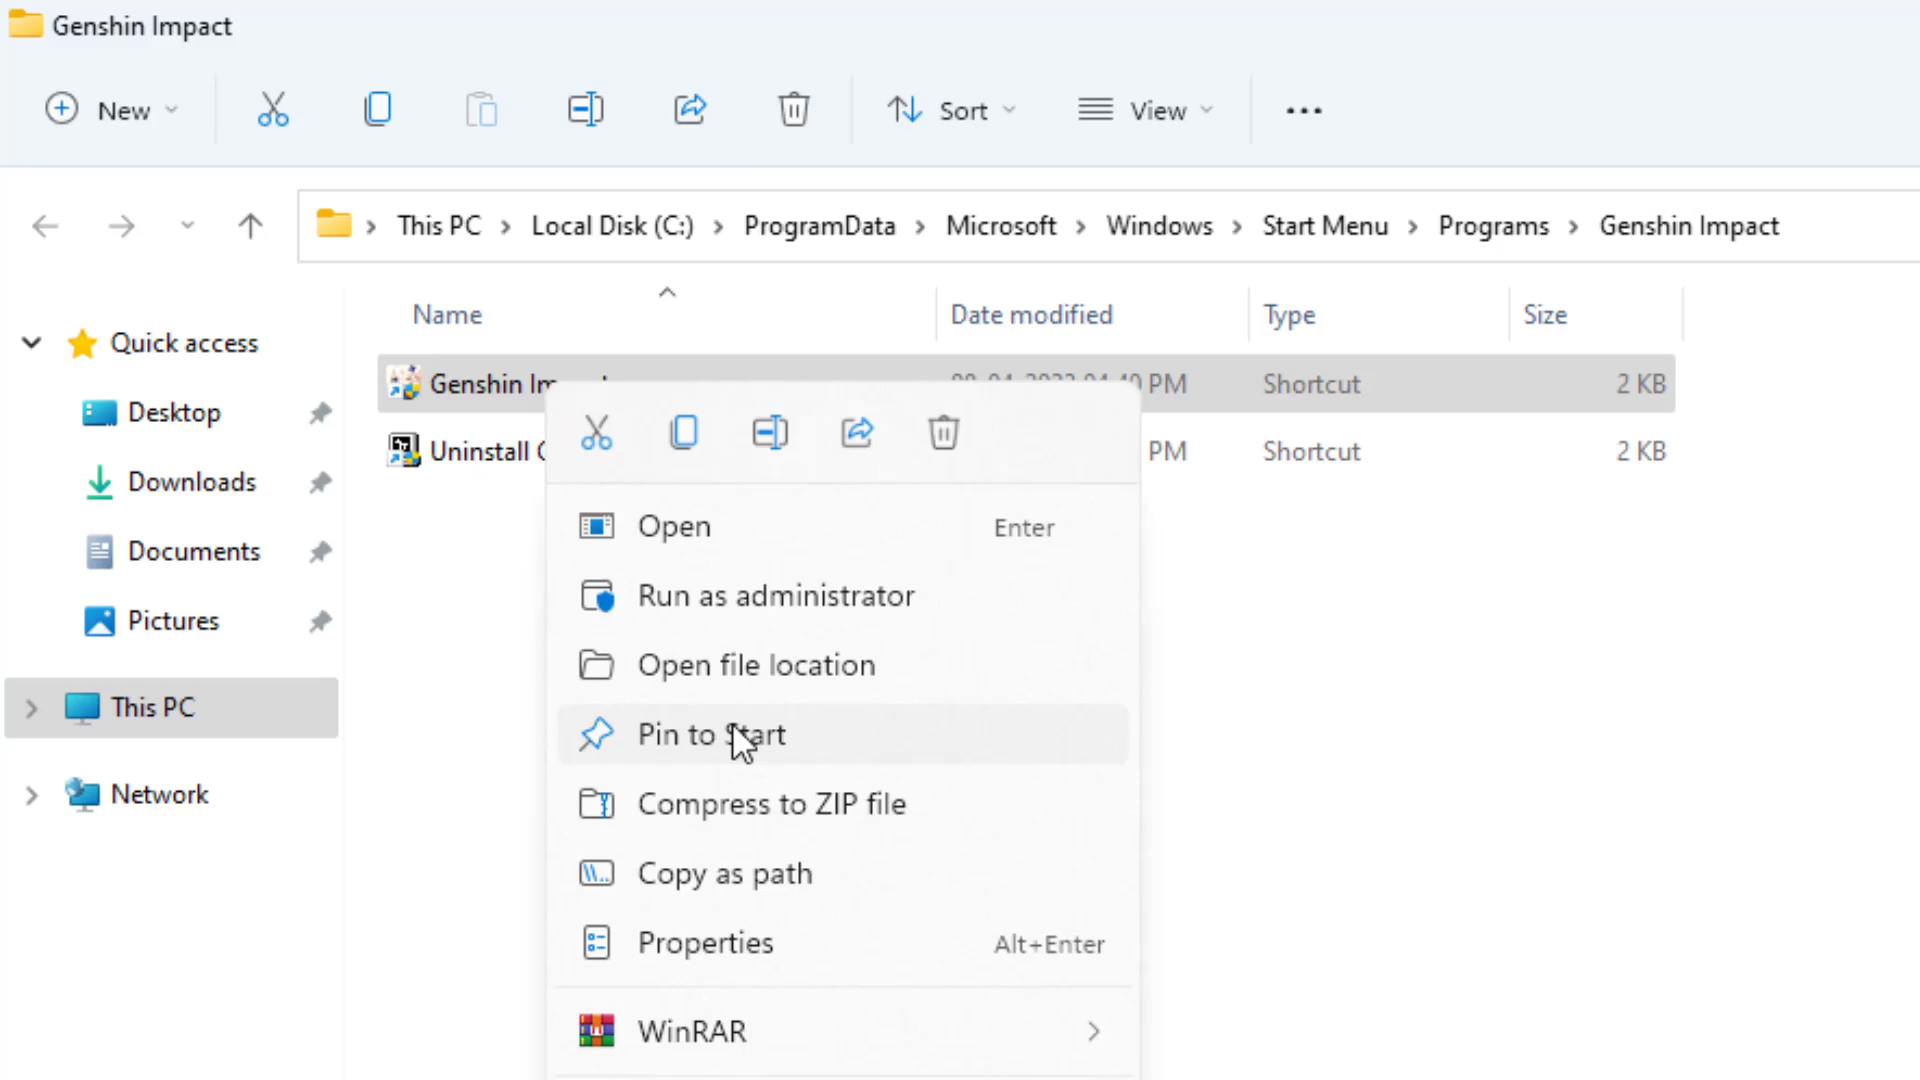 Genshin Impact
New Sort View
This PC Local Disk (C:) ProgramData Microsoft Windows Start Menu Programs Genshin Impact
Name Date modified Type Size
Quick access
Genshin PM Shortcut 2 KB
Desktop
Uninstall PM Shortcut 2 KB
Downloads
Documents
Pictures
This PC
Network
Open Enter
Run as administrator
Open file location
Pin to Start
Compress to ZIP file
Copy as path
Properties Alt+Enter
WinRAR